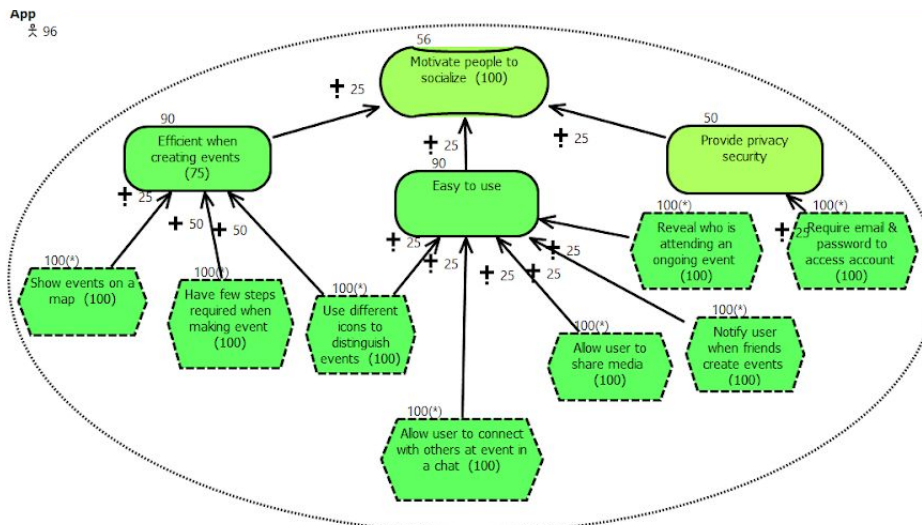 App
96
56
Motivate people to
socialize (100)
25
90
Efficient when
creating events
(75)
25
90
Easy to use
25
50
Provide privacy
security
25
50
50
25
25
25
25
25
25
100(*)
Show events on a
map (100)
100(*)
Have few steps
required when
making event
(100)
100(*)
Use different
icons to
distinguish
events (100)
100(*)
Reveal who is
attending an
ongoing event
(100)
100(*)
Require email &
password to
access account
(100)
100(*)
Allow user to
share media
(100)
100(*)
Notify user
when friends
create events
(100)
100(*)
Allow user to connect
with others at event in
a chat (100)